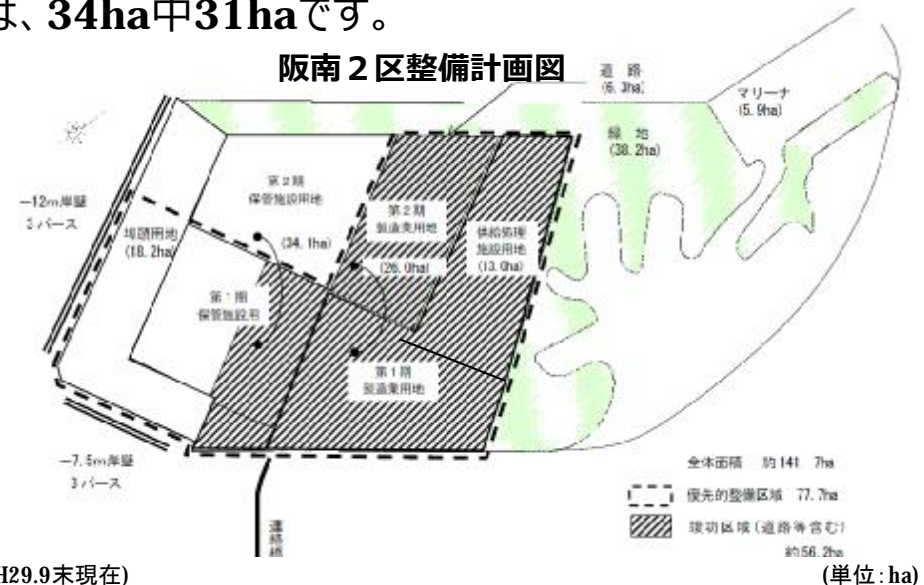 は、34ha中31haです。
阪南２区整備計画図
道 路
(6.3ha)
マリーナ
(5.9ha)
緑 地
(38.2ha)
第２期
保管施設用地
-12m岸壁
3バース
埠頭用地
(18.2ha)
(34.1ha)
第２期
製造業用地
供給処理
施設用地
(13.0ha)
(26.0ha)
第１期
保管施設用
第１期
製造業用地
-7.5m岸壁
3バース
連絡橋
全体面積 約141.7ha
優先的整備区域 77.7ha
竣功区域(道路等含む)
約56.2ha
H29.9末現在)
(単位:ha)